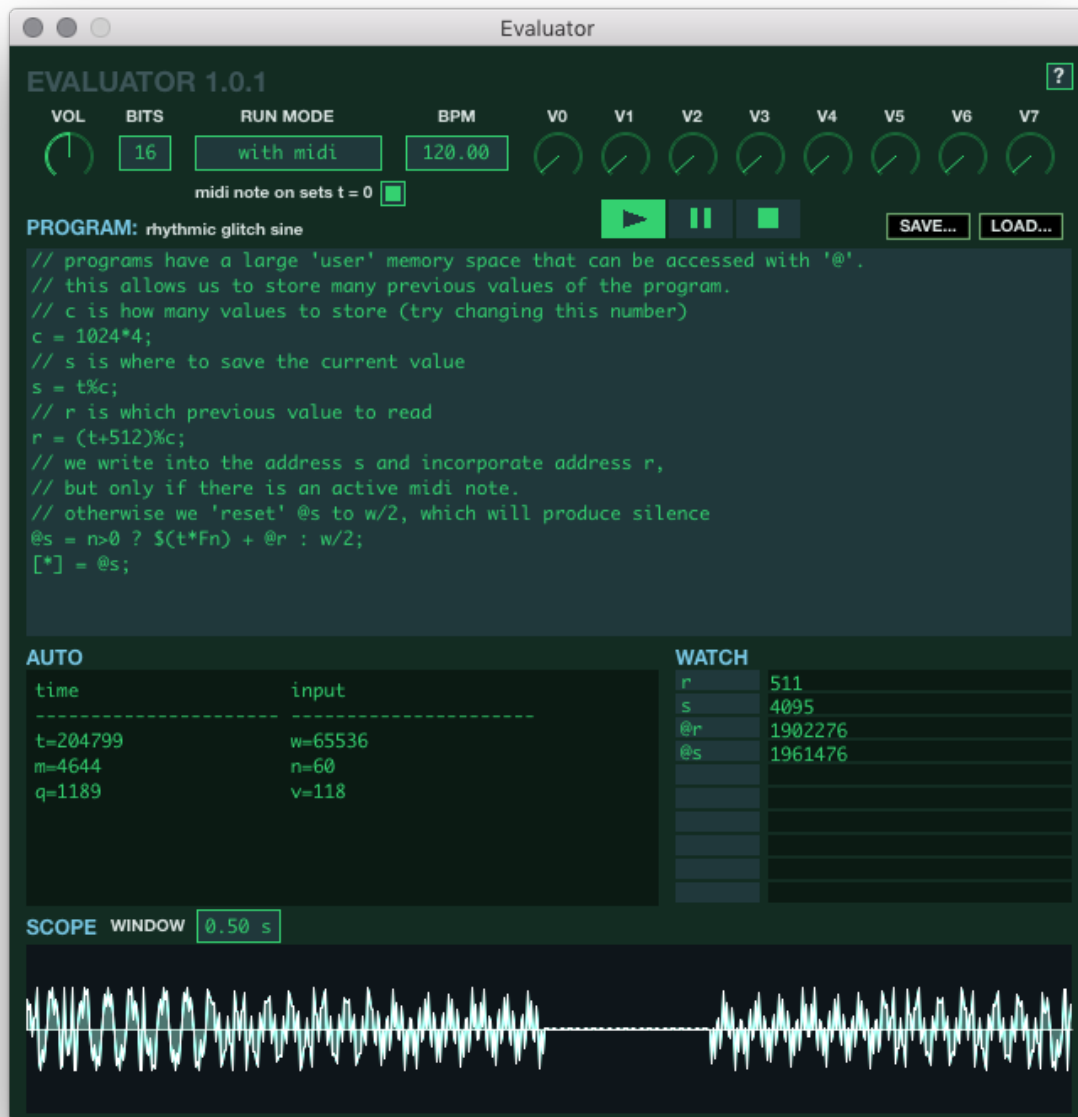 Evaluator
EVALUATOR 1.0.1
?
VOL BITS RUN MODE BPM V0 V1 V2 V3 V4 V5 V6 V7
16 with midi 120.00
midi note on sets t = 0
PROGRAM: rhythmic glitch sine SAVE... LOAD...
// programs have a large 'user' memory space that can be accessed with '@'.
// this allows us to store many previous values of the program.
// c is how many values to store (try changing this number)
c = 1024*4;
// s is where to save the current value
s = t%c;
// r is which previous value to read
r = (t+512)%c;
// we write into the address s and incorporate address r,
// but only if there is an active midi note.
// otherwise we 'reset' @s to w/2, which will produce silence
@s = n>0 ? $(t*Fn) + @r : w/2;
[*] = @s;
AUTO
time input
---------------------- ----------------------
t=204799 w=65536
m=4644 n=60
q=1189 v=118
WATCH
r 511
s 4095
@r 1902276
@s 1961476
SCOPE WINDOW 0.50 s